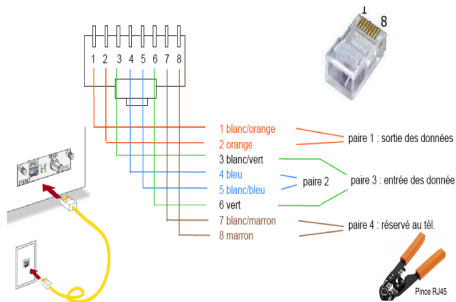 1 8
1 2 3 4 5 6 7 8
1 blanc/orange
2 orange
paire 1 : sortie des données
3 blanc/vert
4 bleu
paire 2
paire 3 : entrée des donnée
5 blanc/bleu
6 vert
7 blanc/marron
paire 4 : réservé au tél.
8 marron
Pince RJ45